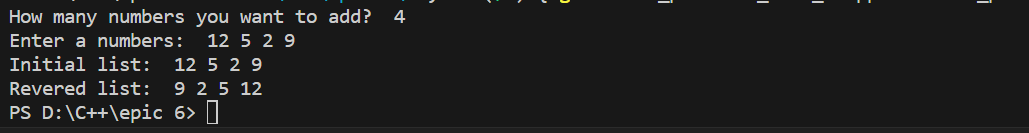 How many numbers you want to add?  4
Enter a numbers:  12 5 2 9
Initial list:  12 5 2 9
Revered list:  9 2 5 12
PS D:\C++\epic 6>